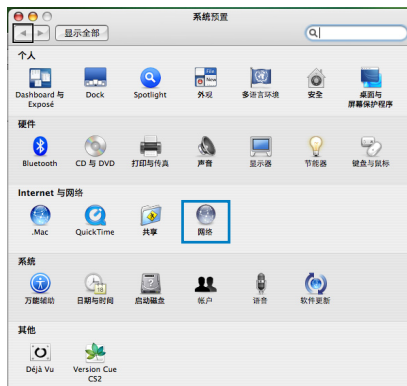 系统预置
显示全部
个人
Dashboard 与 Exposé
Dock
Spotlight
外观
多语言环境
安全
桌面与 屏幕保护程序
硬件
Bluetooth
CD 与 DVD
打印与传真
声音
显示器
节能器
键盘与鼠标
Internet 与网络
.Mac
QuickTime
共享
网络
系统
万能辅助
日期与时间
启动磁盘
帐户
语音
软件更新
其他
Déjà Vu
Version Cue CS2